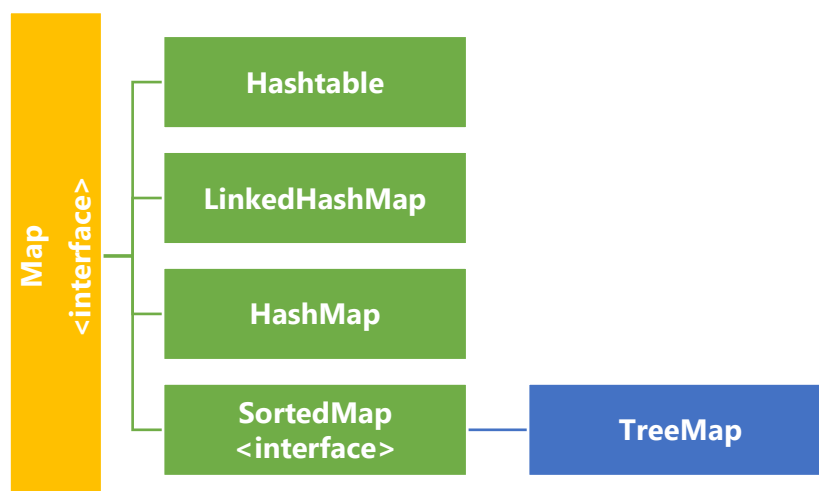 Map
<interface>
Hashtable
LinkedHashMap
HashMap
SortedMap
<interface>
TreeMap